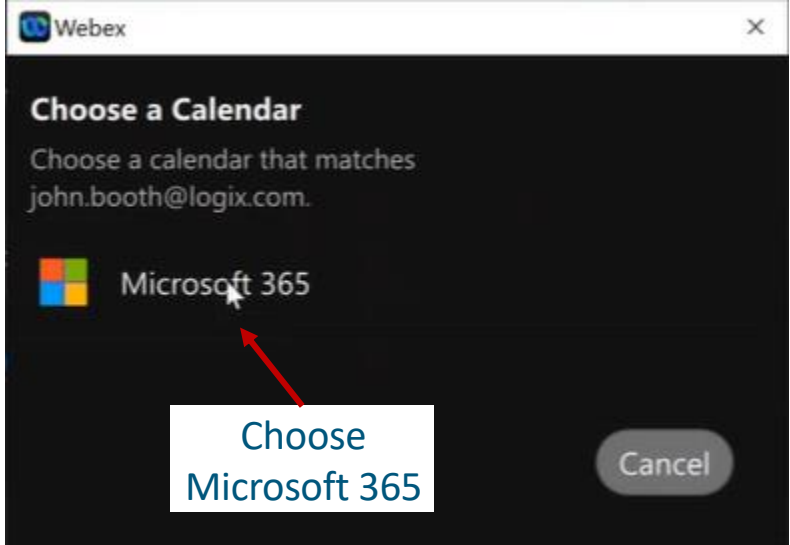 Webex
Choose a Calendar
Choose a calendar that matches
john.booth@logix.com.
Microsoft 365
Choose
Microsoft 365
Cancel